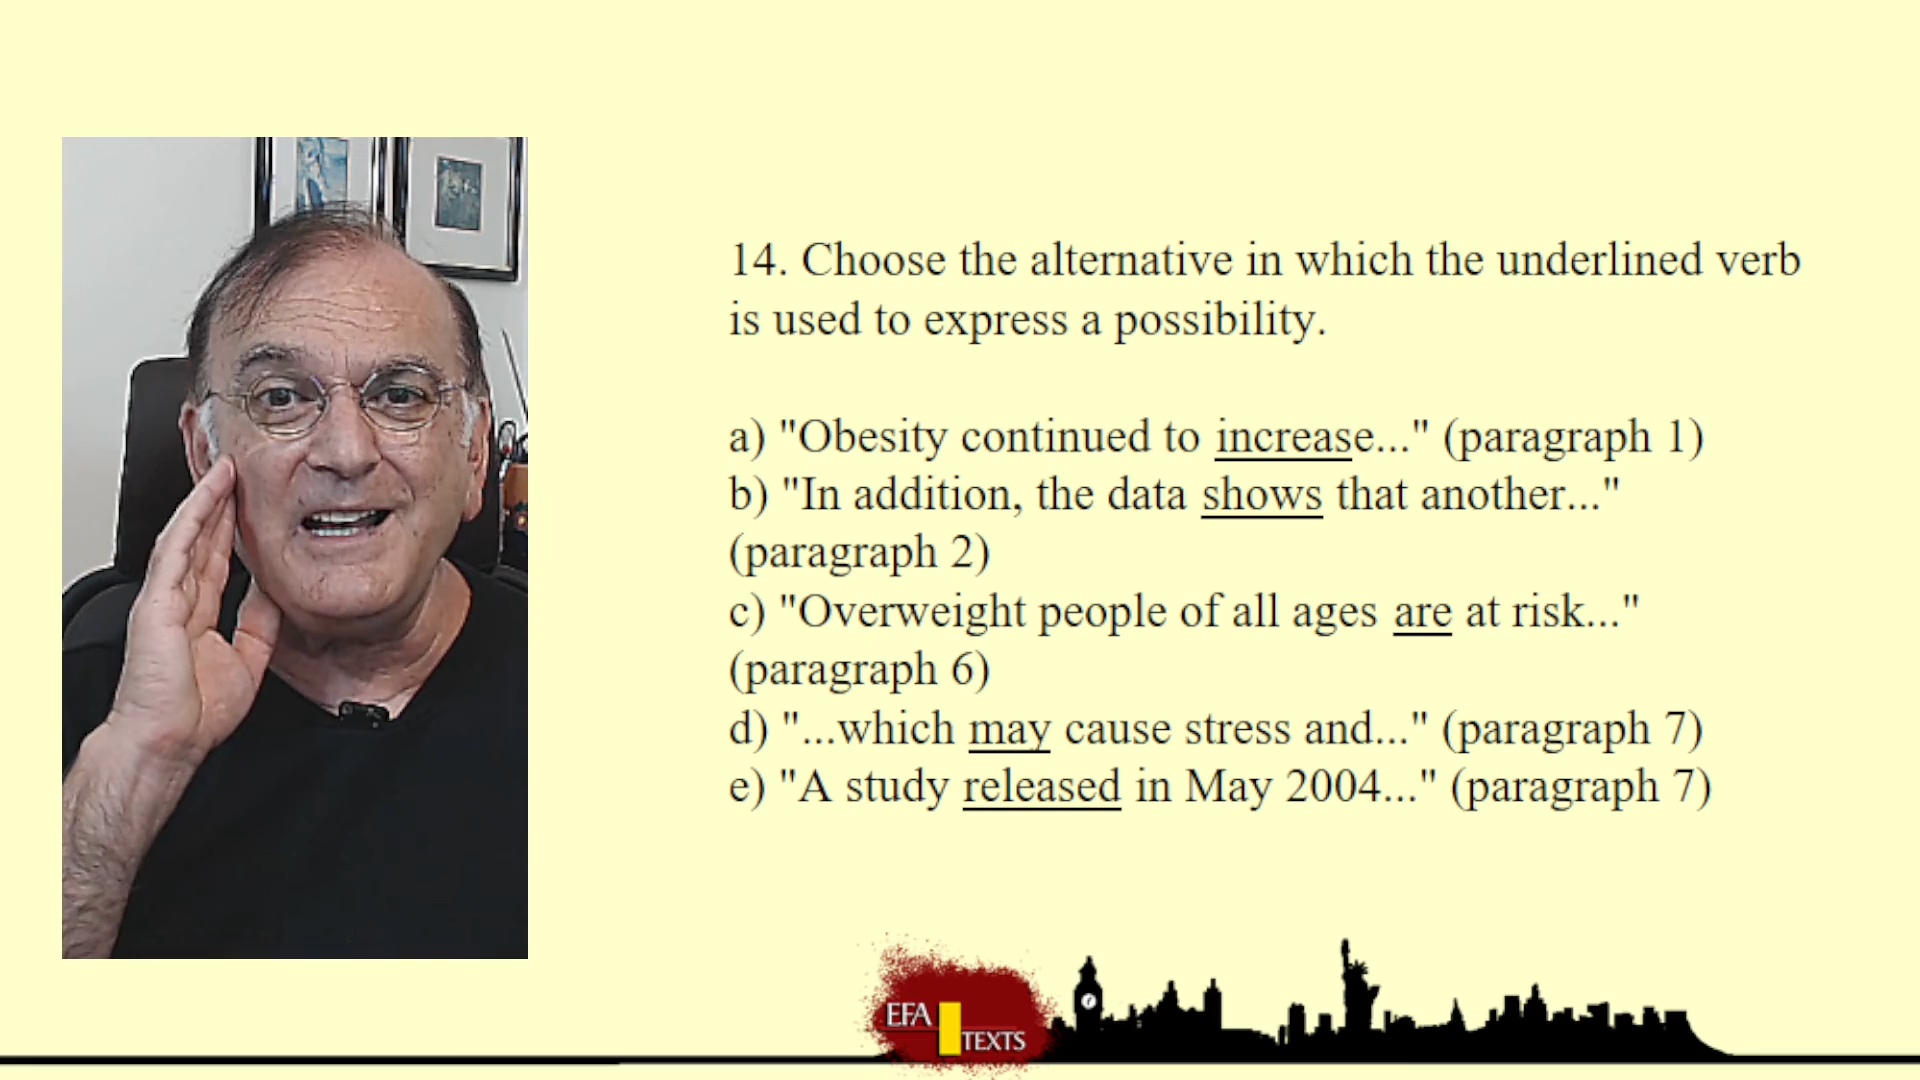 14. Choose the alternative in which the underlined verb
is used to express a possibility.
a) "Obesity continued to increase..." (paragraph 1)
b) "In addition, the data shows that another..."
(paragraph 2)
c) "Overweight people of all ages are at risk..."
(paragraph 6)
d) "...which may cause stress and..." (paragraph 7)
e) "A study released in May 2004..." (paragraph 7)
EFA
TEXTS